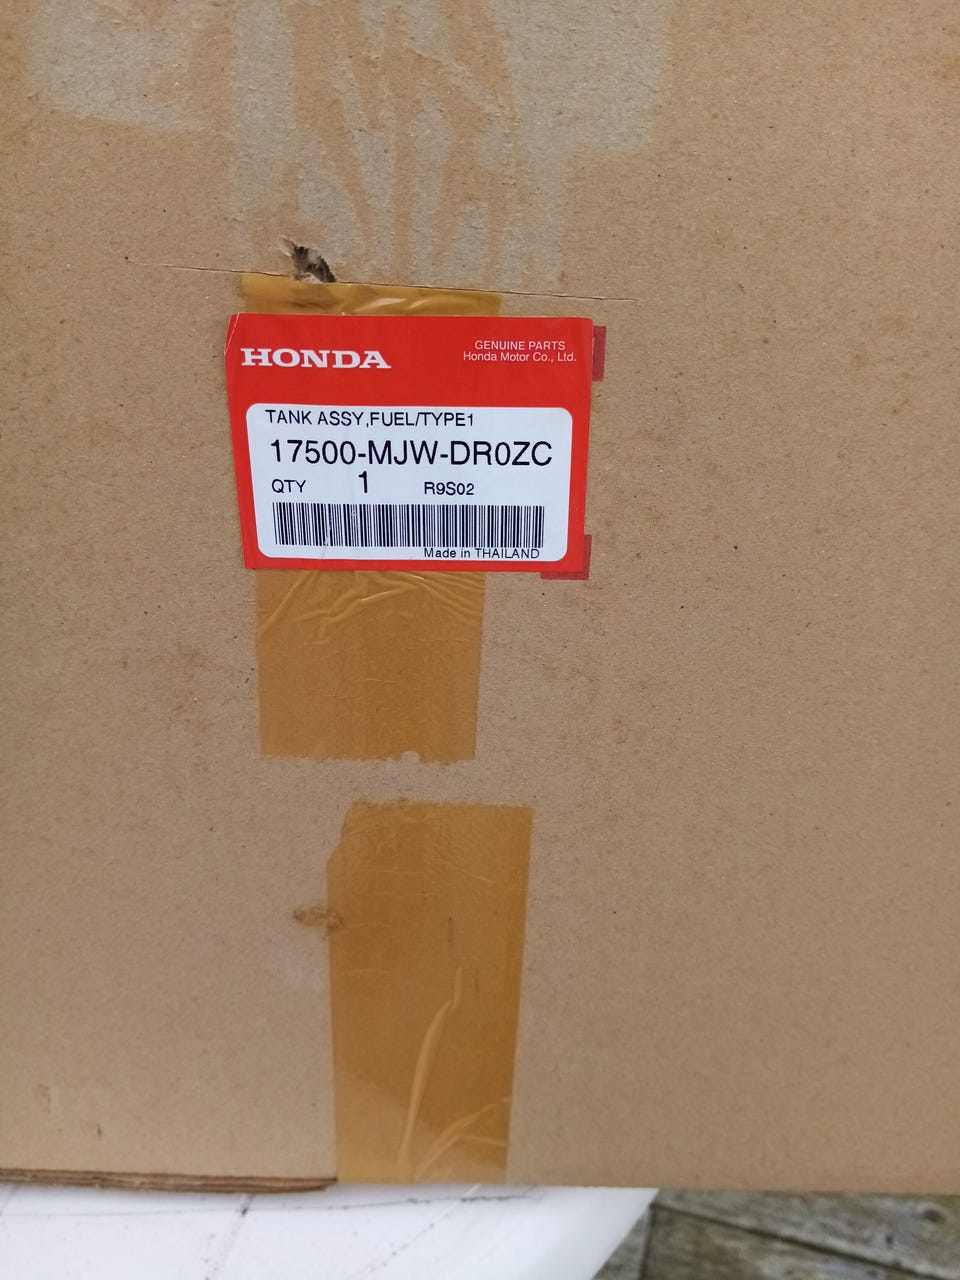 HONDA
GENUINE PARTS
Honda Motor Co., Ltd.
TANK ASSY,FUEL/TYPE1
17500-MJW-DR0ZC
QTY 1 R9S02
Made in THAILAND